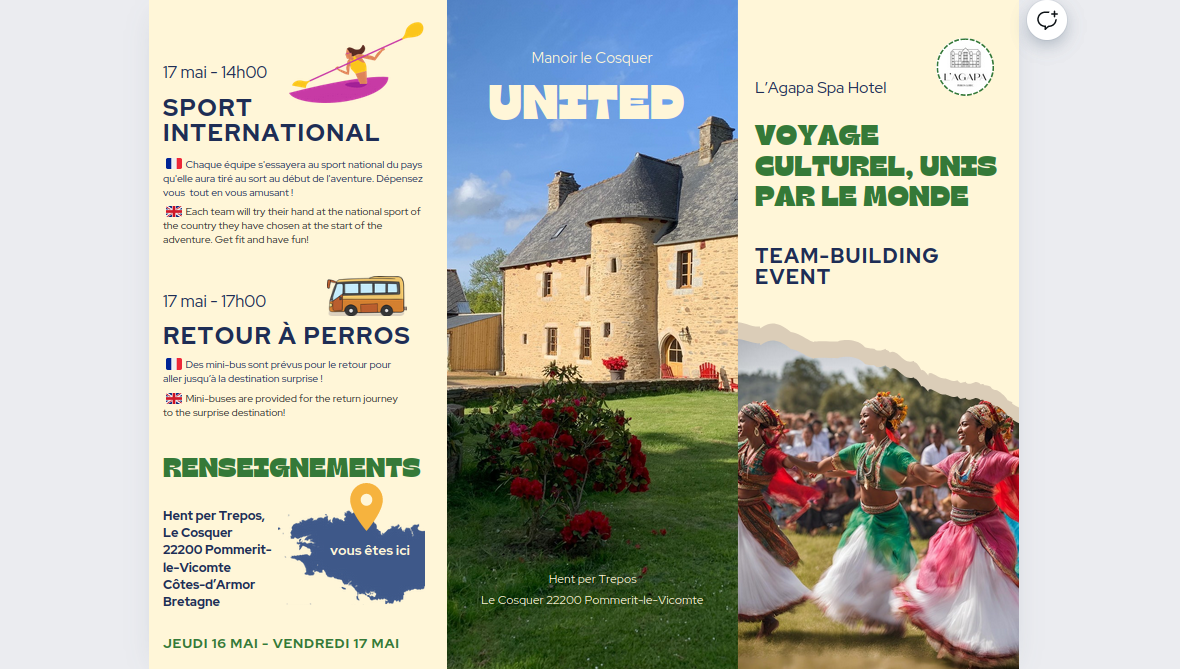 17 mai - 14h00
SPORT
INTERNATIONAL
Chaque équipe s'essayera au sport national du pays
qu'elle aura tiré au sort au début de l'aventure. Dépensez
vous tout en vous amusant !
Each team will try their hand at the national sport of
the country they have chosen at the start of the
adventure. Get fit and have fun!
17 mai - 17h00
RETOUR À PERROS
Des mini-bus sont prévus pour le retour pour
aller jusqu'à la destination surprise !
Mini-buses are provided for the return journey
to the surprise destination!
RENSEIGNEMENTS
Hent per Trepos,
Le Cosquer
22200 Pommerit-
le-Vicomte
Côtes-d'Armor
Bretagne
vous êtes ici
JEUDI 16 MAI - VENDREDI 17 MAI
Manoir le Cosquer
UNITED
Hent per Trepos
Le Cosquer 22200 Pommerit-le-Vicomte
L'Agapa Spa Hotel
L'AGAPA
VOYAGE
CULTUREL, UNIS
PAR LE MONDE
TEAM-BUILDING
EVENT